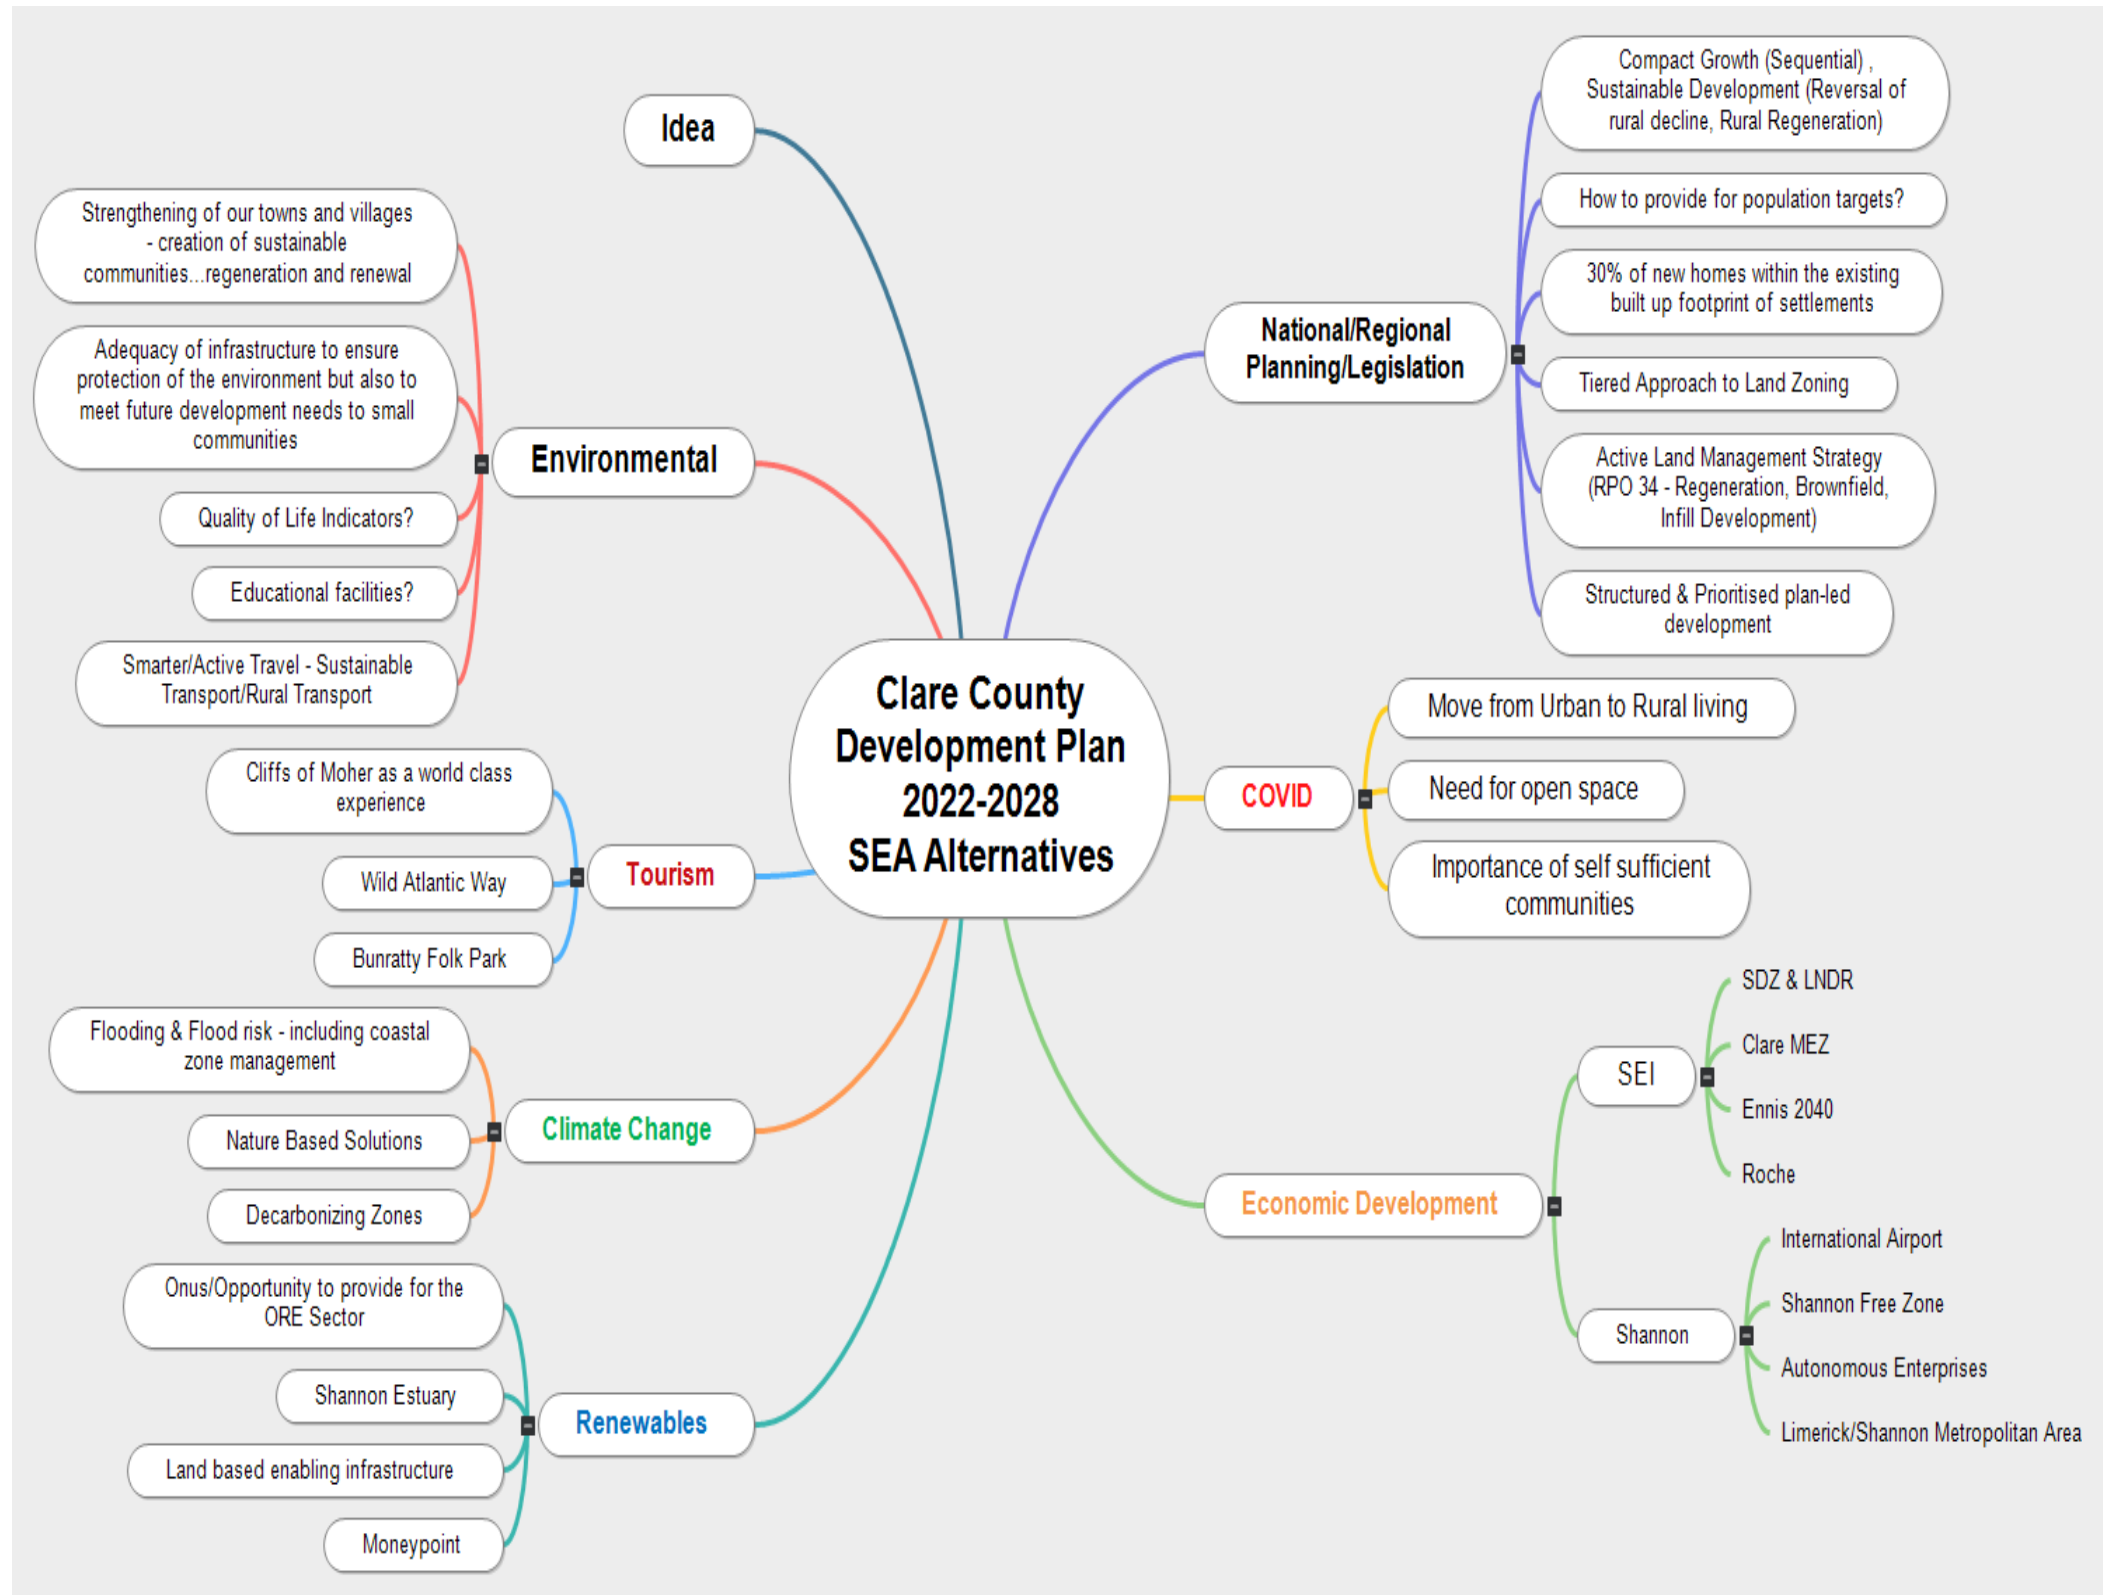 Clare County
Development Plan
2022-2028
SEA Alternatives
Idea
Environmental
Strengthening of our towns and villages
- creation of sustainable
communities...regeneration and renewal
Adequacy of infrastructure to ensure
protection of the environment but also to
meet future development needs to small
communities
Quality of Life Indicators?
Educational facilities?
Smarter/Active Travel - Sustainable
Transport/Rural Transport
Tourism
Cliffs of Moher as a world class
experience
Wild Atlantic Way
Bunratty Folk Park
Climate Change
Flooding & Flood risk - including coastal
zone management
Nature Based Solutions
Decarbonizing Zones
Renewables
Onus/Opportunity to provide for the
ORE Sector
Shannon Estuary
Land based enabling infrastructure
Moneypoint
National/Regional
Planning/Legislation
Compact Growth (Sequential) ,
Sustainable Development (Reversal of
rural decline, Rural Regeneration)
How to provide for population targets?
30% of new homes within the existing
built up footprint of settlements
Tiered Approach to Land Zoning
Active Land Management Strategy
(RPO 34 - Regeneration, Brownfield,
Infill Development)
Structured & Prioritised plan-led
development
COVID
Move from Urban to Rural living
Need for open space
Importance of self sufficient
communities
Economic Development
SEI
SDZ & LNDR
Clare MEZ
Ennis 2040
Roche
Shannon
International Airport
Shannon Free Zone
Autonomous Enterprises
Limerick/Shannon Metropolitan Area